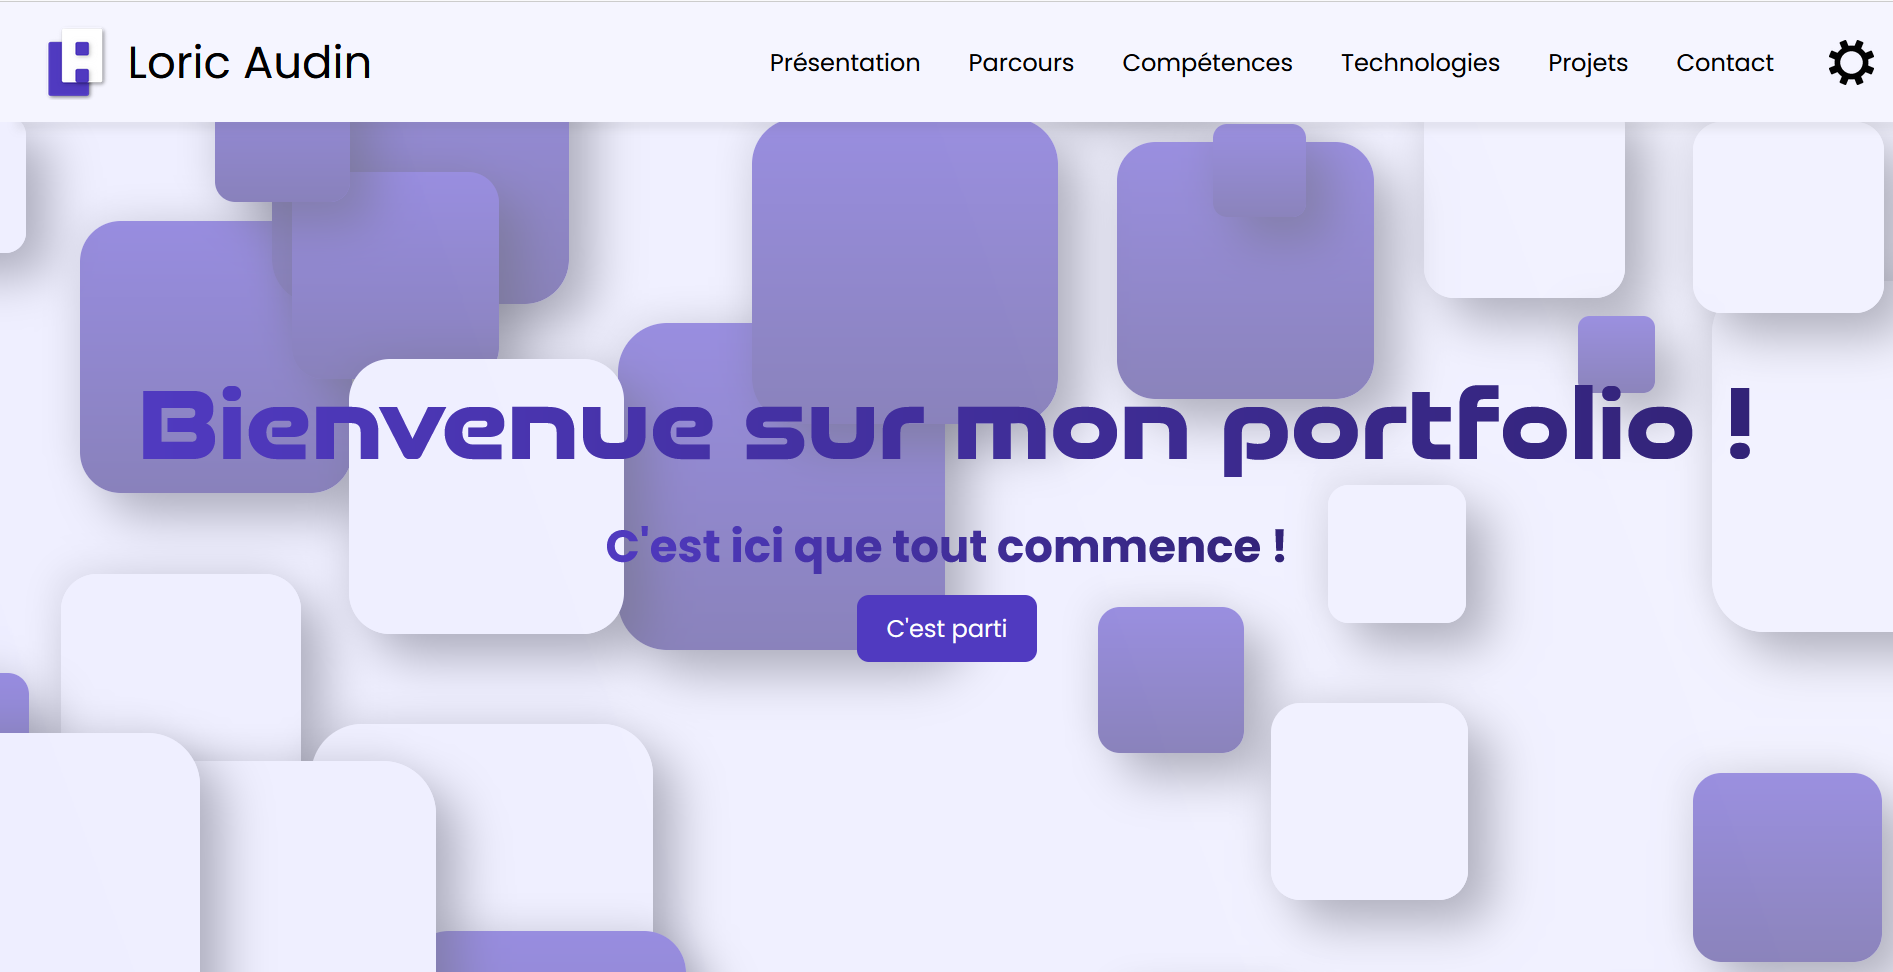 Loric Audin
Présentation Parcours Compétences Technologies Projets Contact
Bienvenue sur mon portfolio !
C'est ici que tout commence !
C'est parti